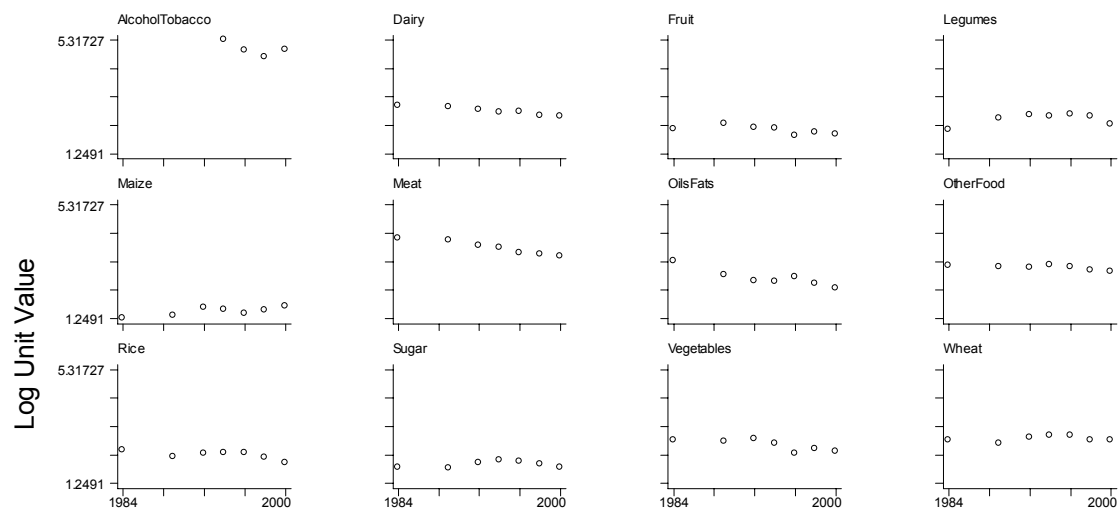 AlcoholTobacco Dairy Fruit Legumes
5.31727
1.2491
Maize Meat OilsFats OtherFood
5.31727
1.2491
Rice Sugar Vegetables Wheat
5.31727
1.2491
1984 2000 1984 2000 1984 2000 1984 2000
Log Unit Value